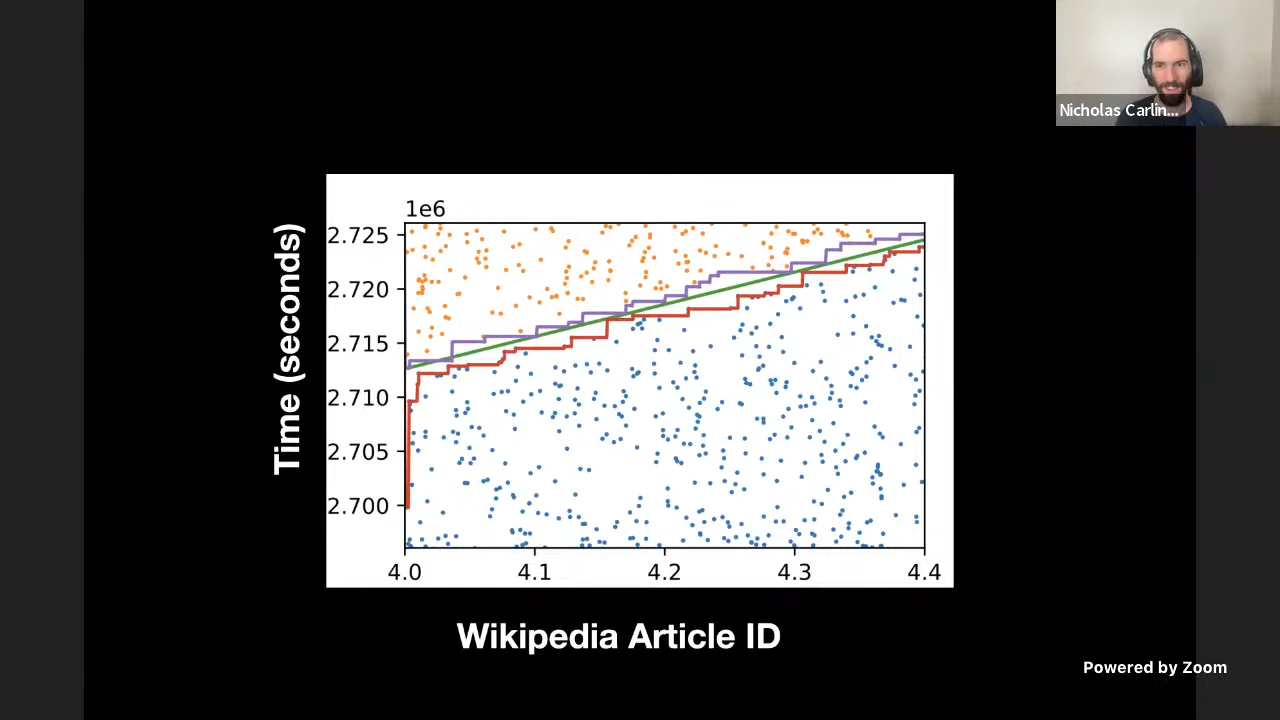 Nicholas Carlin...
1e6
2.725
2.720
2.715
2.710
2.705
2.700
Time (seconds)
4.0 4.1 4.2 4.3 4.4
Wikipedia Article ID
Powered by Zoom